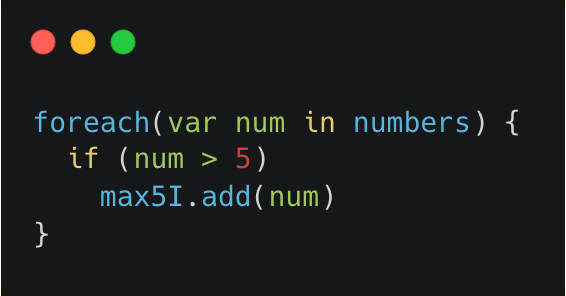 foreach(var num in numbers) {
  if (num > 5)
    max5I.add(num)
}